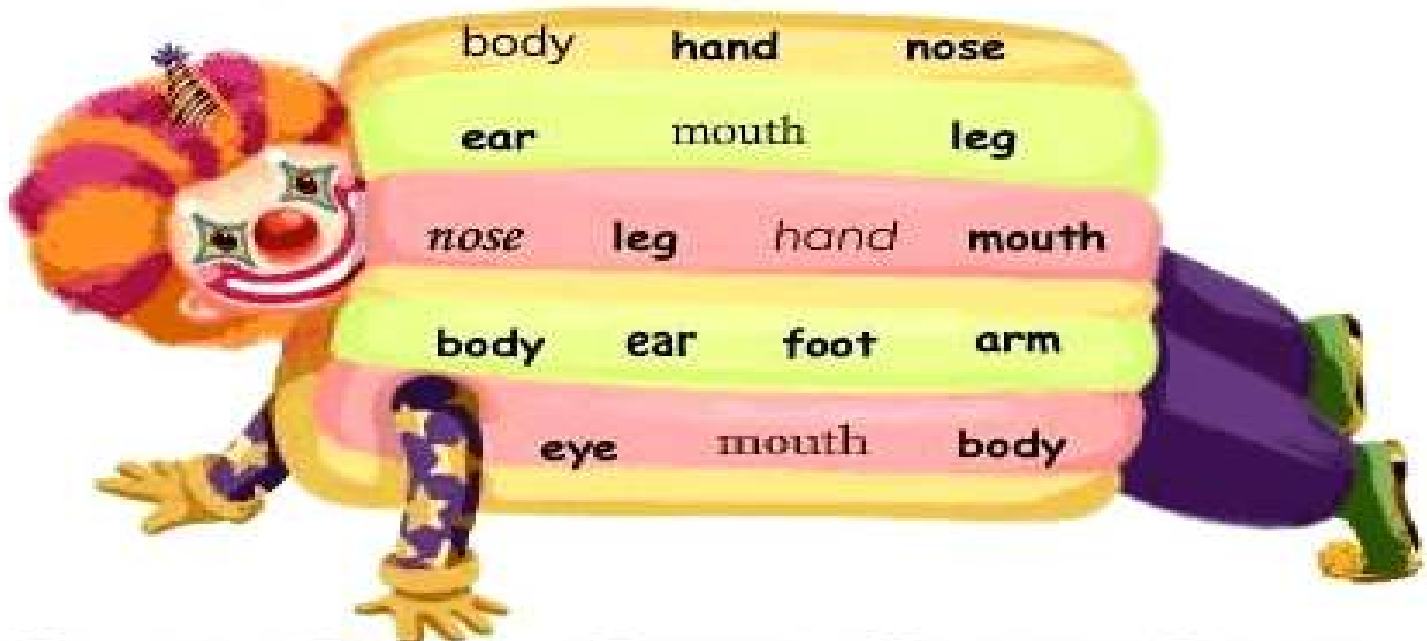 body hand nose
ear mouth leg
nose leg hand mouth
body ear foot arm
eye mouth body